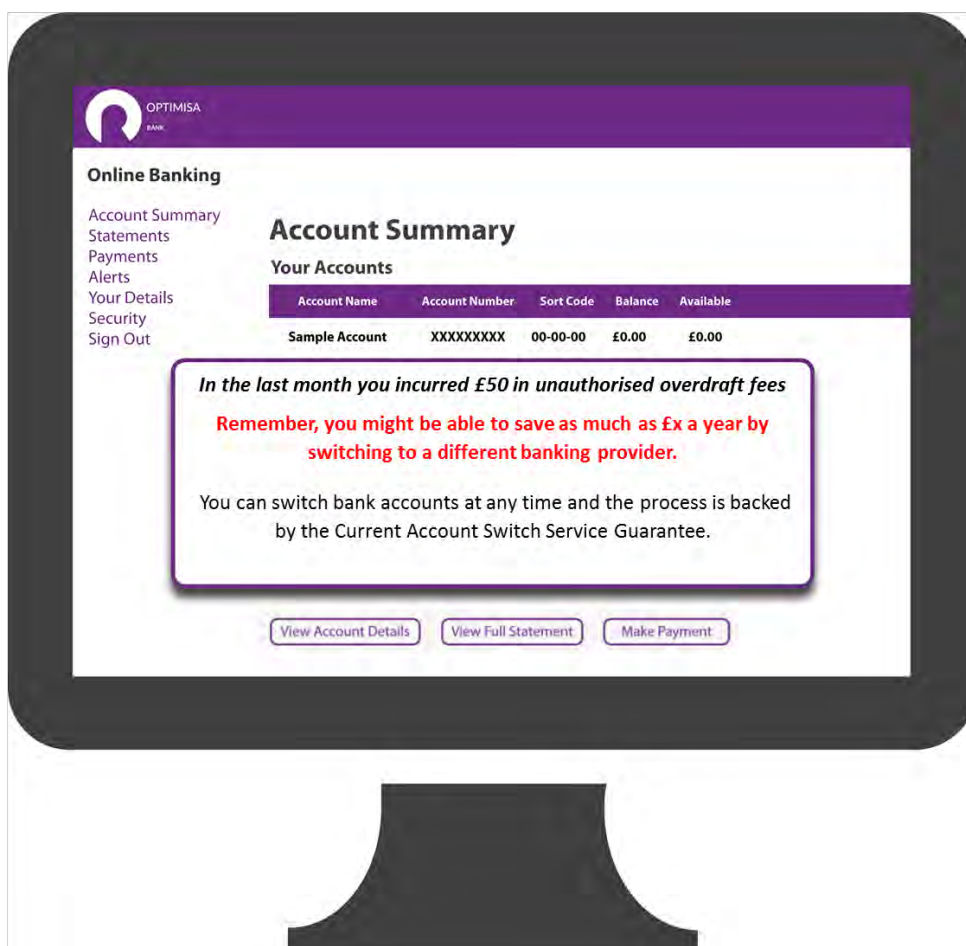 OPTIMISA
BANK
Online Banking
Account Summary
Statements
Payments
Alerts
Your Details
Security
Sign Out
Account Summary
Your Accounts
Account Name Account Number Sort Code Balance Available
Sample Account XXXXXXXXX 00-00-00 £0.00 £0.00
In the last month you incurred £50 in unauthorised overdraft fees
Remember, you might be able to save as much as £x a year by
switching to a different banking provider.
You can switch bank accounts at any time and the process is backed
by the Current Account Switch Service Guarantee.
View Account Details View Full Statement Make Payment